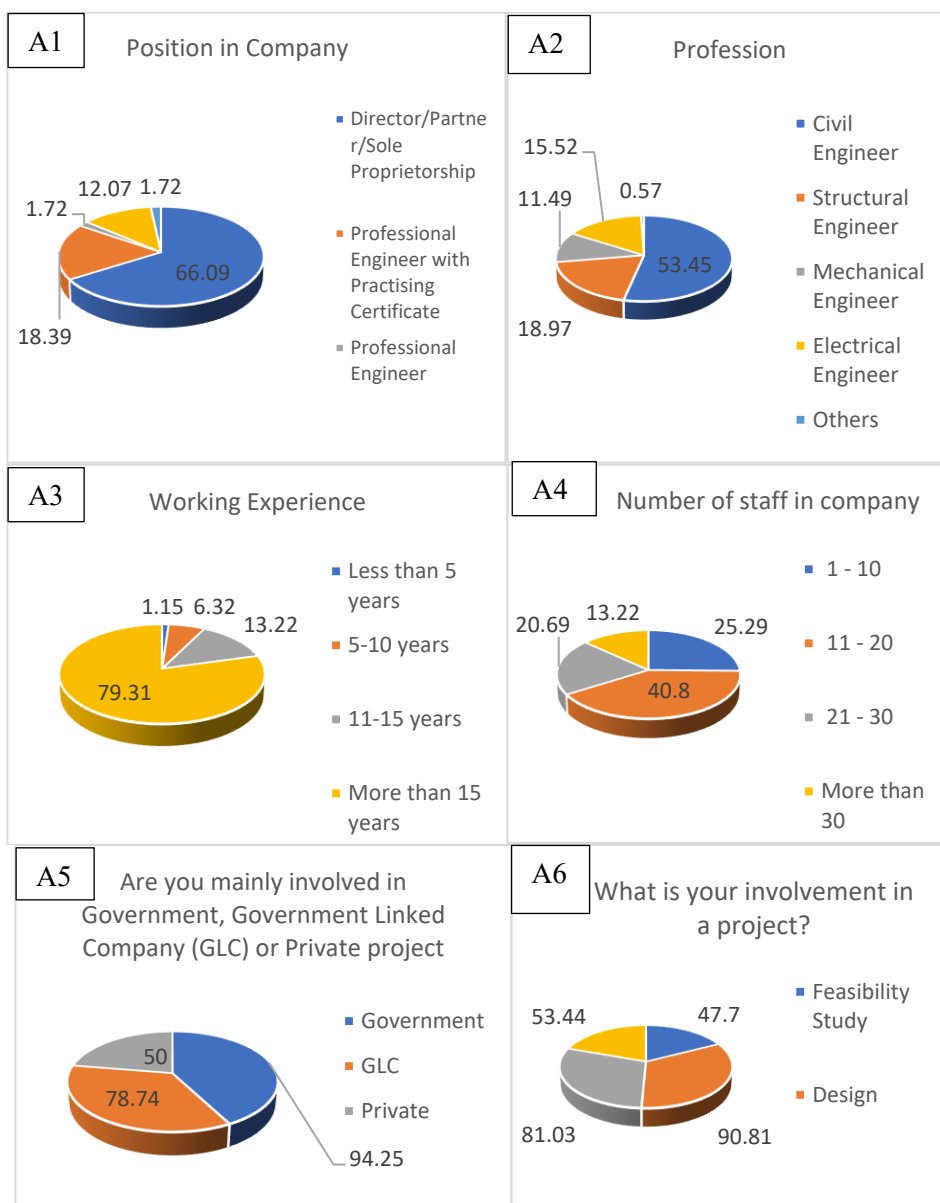 A1
Position in Company
Director/Partne
r/Sole
Proprietorship
Professional
Engineer with
Practising
Certificate
Professional
Engineer
1.72
12.07
1.72
66.09
18.39
A2
Profession
Civil
Engineer
Structural
Engineer
Mechanical
Engineer
Electrical
Engineer
Others
15.52
0.57
11.49
53.45
18.97
A3
Working Experience
Less than 5
years
5-10 years
11-15 years
More than 15
years
1.15
6.32
13.22
79.31
A4
Number of staff in company
1 - 10
11 - 20
21 - 30
More than
30
13.22
25.29
20.69
40.8
A5
Are you mainly involved in
Government, Government Linked
Company (GLC) or Private project
Government
GLC
Private
50
78.74
94.25
A6
What is your involvement in
a project?
Feasibility
Study
Design
53.44
47.7
81.03
90.81